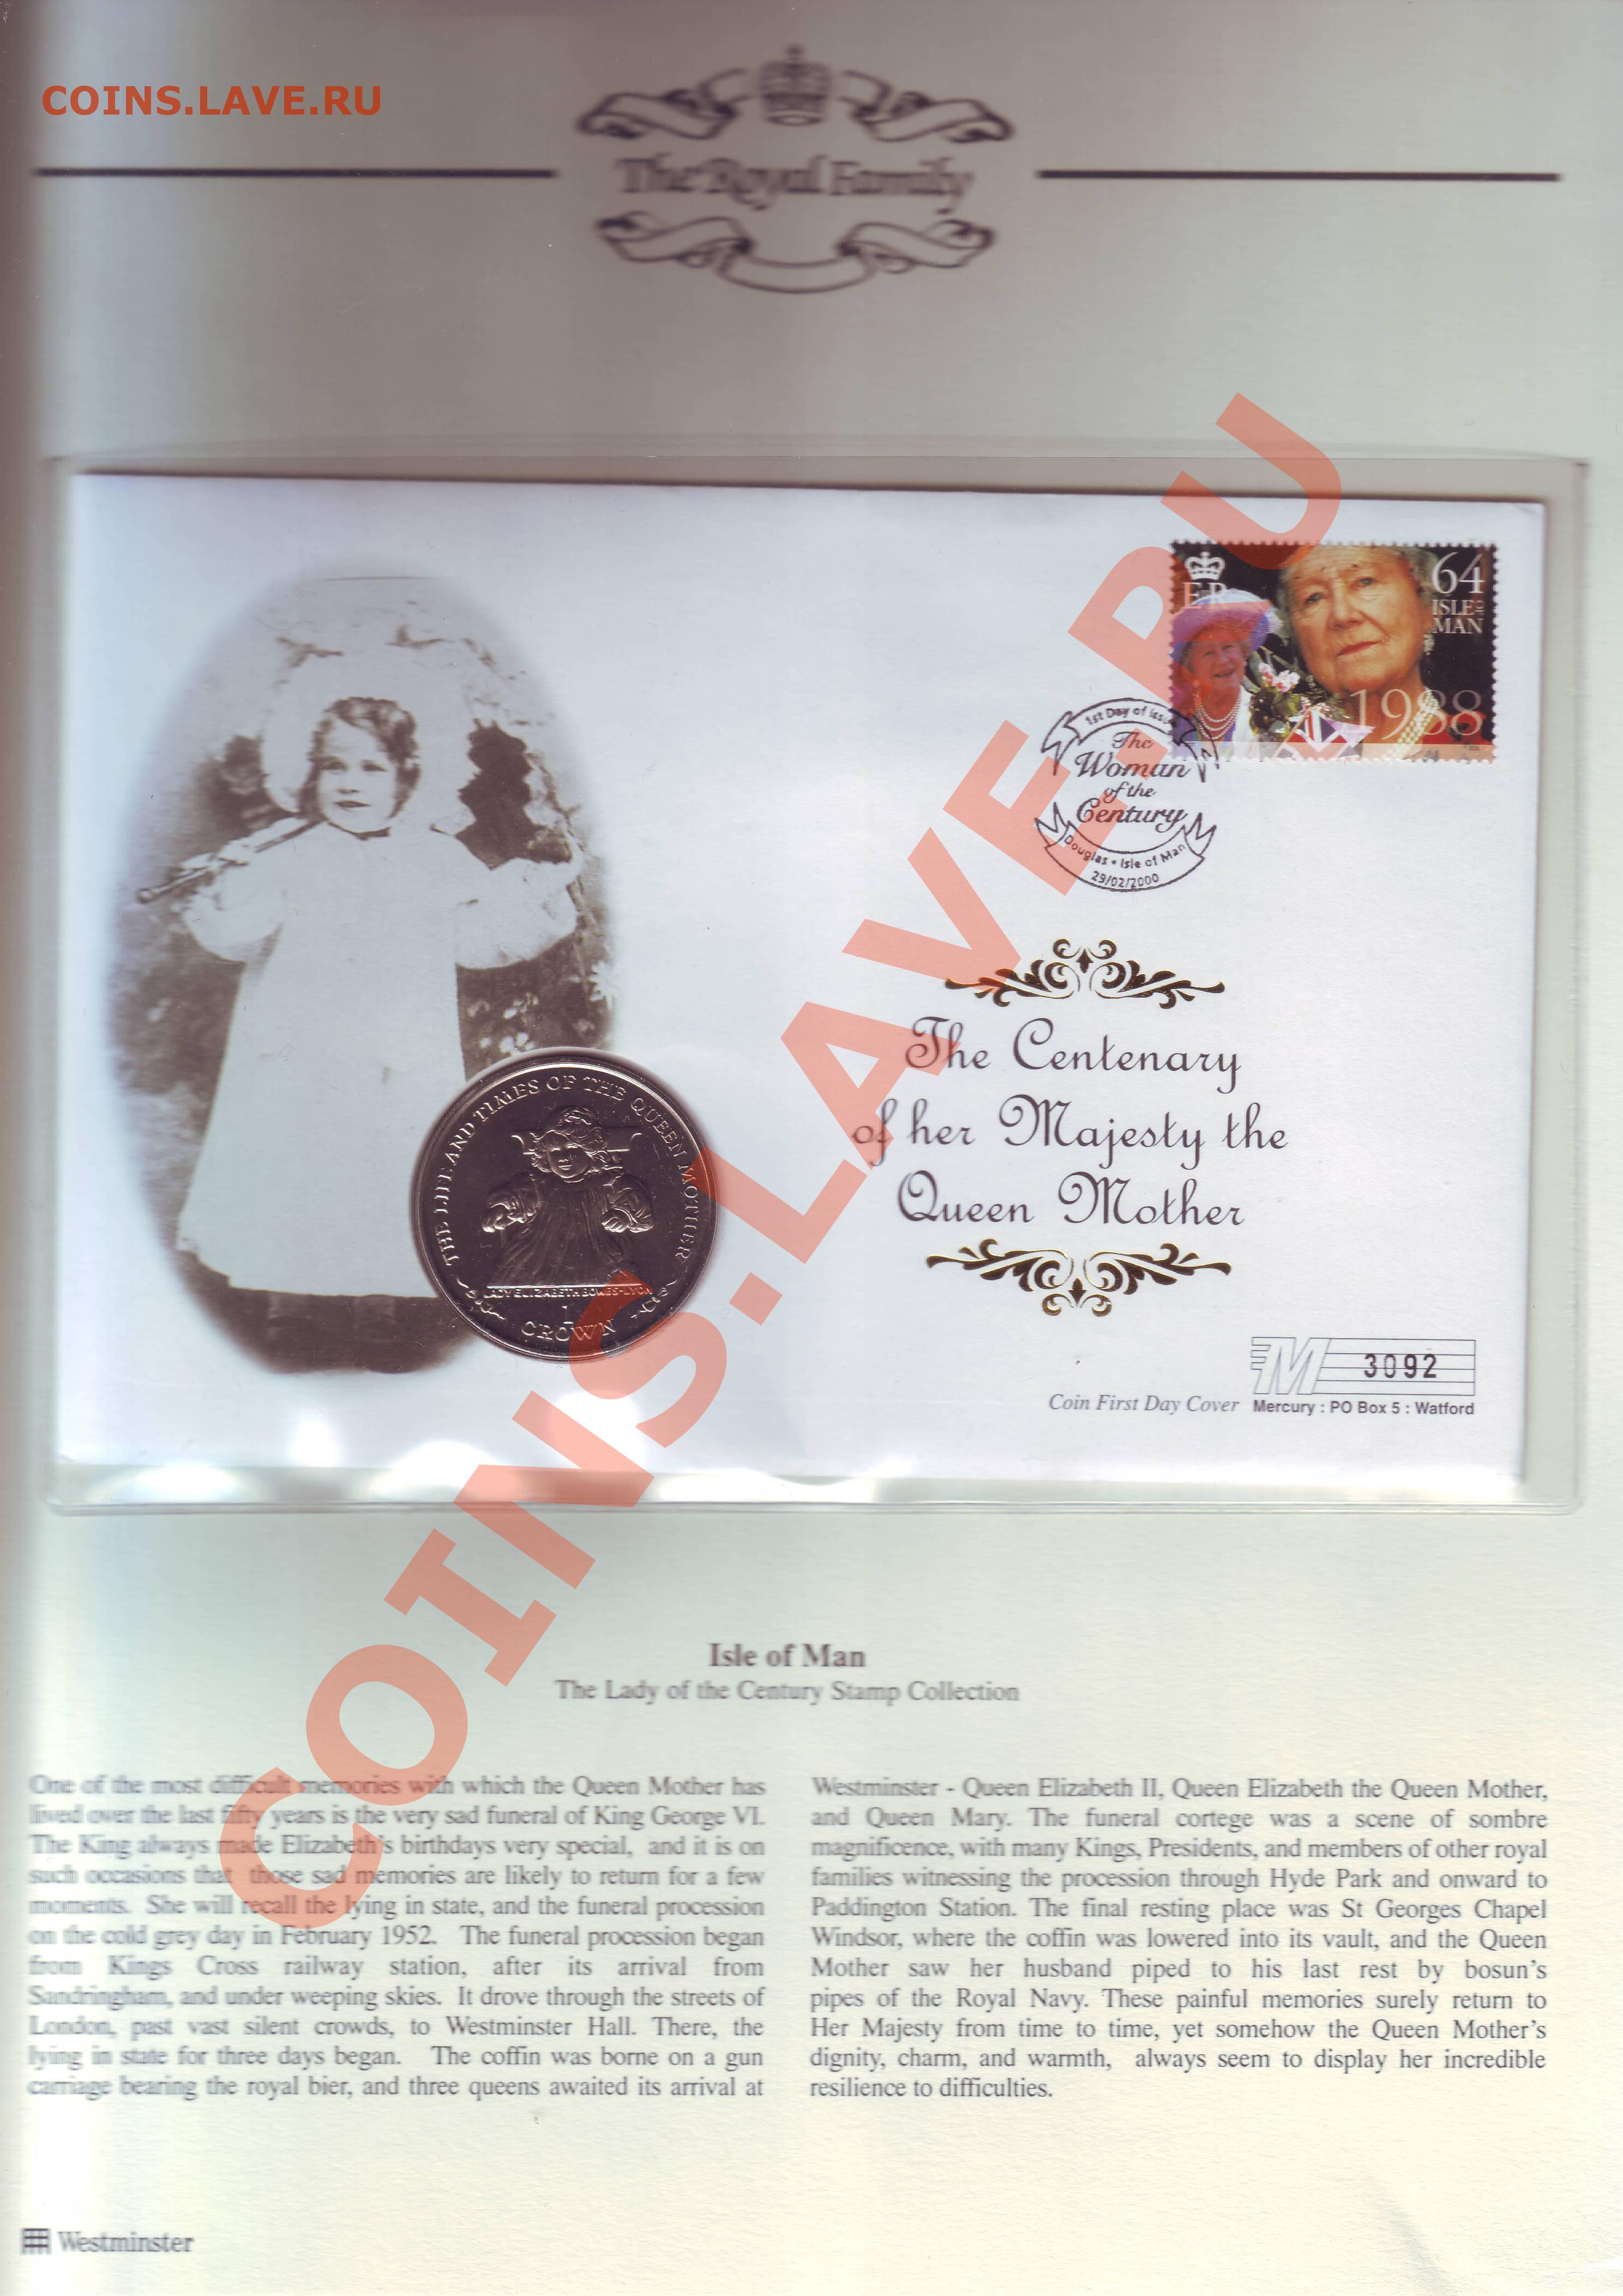 COINS.LAVE.RU
The Royal Family
64
ISLE OF
MAN
E R
1988
1st Day of Issu
The
Woman
of the
Century
Douglas • Isle of Man
29/02/2000
The Centenary
of her Majesty the
Queen Mother
THE LIFE AND TIMES OF THE QUEEN MOTHER
LADY ELIZABETH BOWES-LYON
1
CROWN
M 3092
Coin First Day Cover Mercury : PO Box 5 : Watford
COINS.LAVE.RU
Isle of Man
The Lady of the Century Stamp Collection
One of the most difficult memories with which the Queen Mother has
lived over the last fifty years is the very sad funeral of King George VI.
The King always made Elizabeth's birthdays very special, and it is on
such occasions that those sad memories are likely to return for a few
moments. She will recall the lying in state, and the funeral procession
on the cold grey day in February 1952. The funeral procession began
from Kings Cross railway station, after its arrival from
Sandringham, and under weeping skies. It drove through the streets of
London, past vast silent crowds, to Westminster Hall. There, the
lying in state for three days began. The coffin was borne on a gun
carriage bearing the royal bier, and three queens awaited its arrival at
Westminster - Queen Elizabeth II, Queen Elizabeth the Queen Mother,
and Queen Mary. The funeral cortege was a scene of sombre
magnificence, with many Kings, Presidents, and members of other royal
families witnessing the procession through Hyde Park and onward to
Paddington Station. The final resting place was St Georges Chapel
Windsor, where the coffin was lowered into its vault, and the Queen
Mother saw her husband piped to his last rest by bosun's
pipes of the Royal Navy. These painful memories surely return to
Her Majesty from time to time, yet somehow the Queen Mother's
dignity, charm, and warmth, always seem to display her incredible
resilience to difficulties.
Westminster